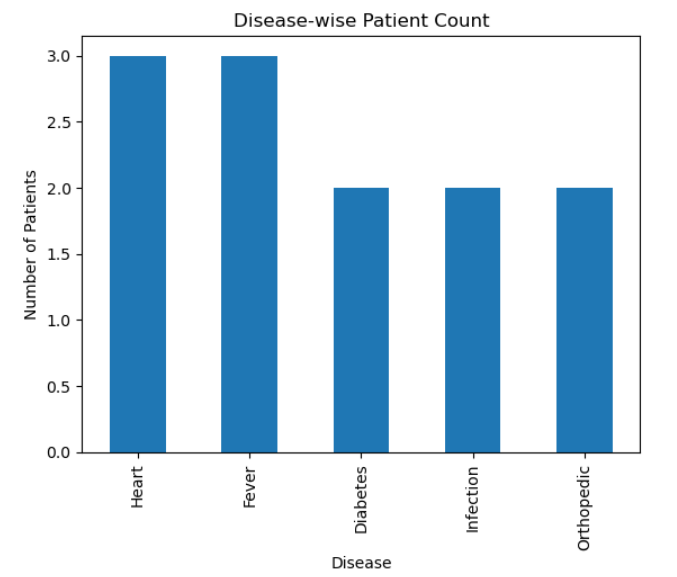 Disease-wise Patient Count
Number of Patients
3.0
2.5
2.0
1.5
1.0
0.5
0.0
Heart
Fever
Diabetes
Infection
Orthopedic
Disease